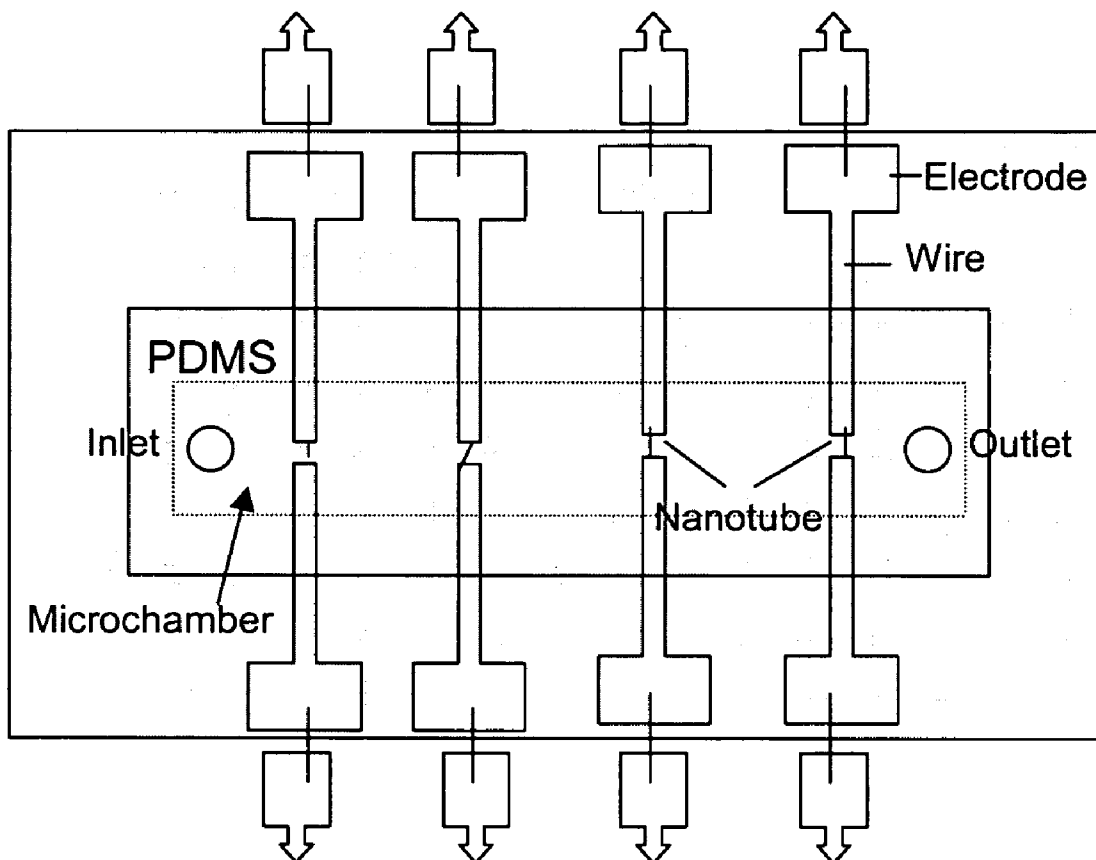 Electrode
Wire
PDMS
Inlet
Outlet
Nanotube
Microchamber